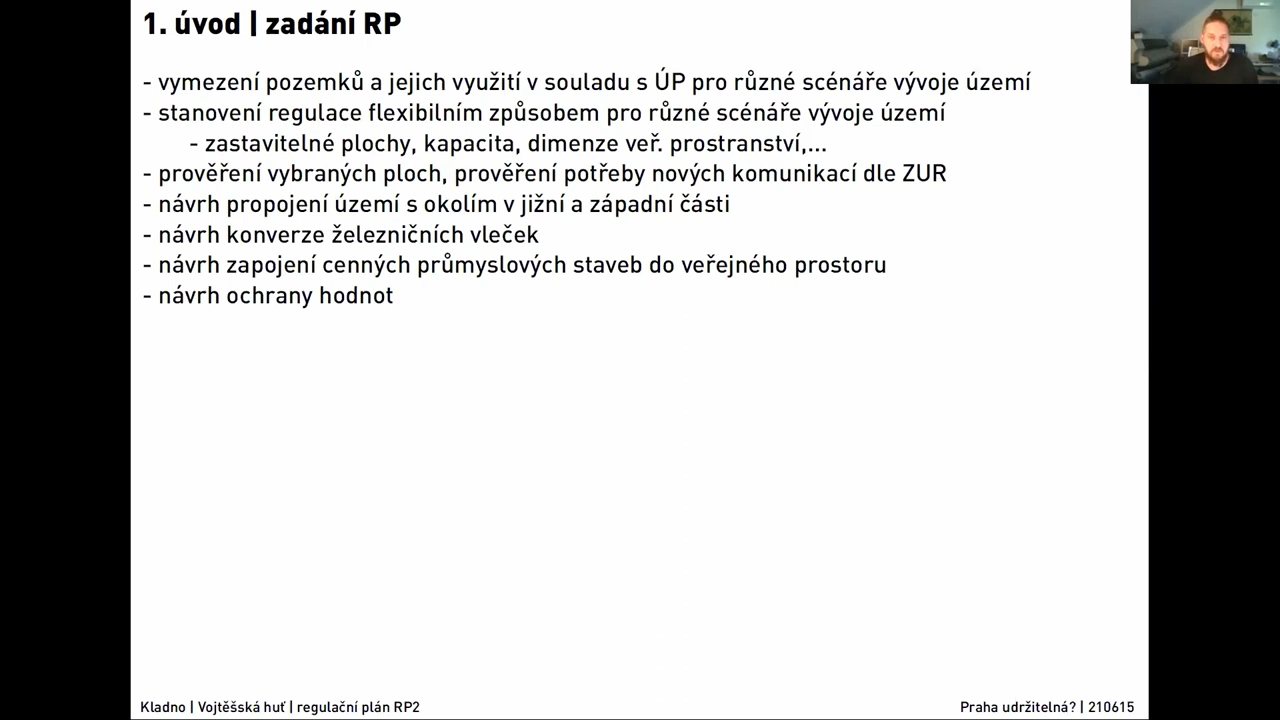 1. úvod | zadání RP
- vymezení pozemků a jejich využití v souladu s ÚP pro různé scénáře vývoje území
- stanovení regulace flexibilním způsobem pro různé scénáře vývoje území
- zastavitelné plochy, kapacita, dimenze veř. prostranství,...
- prověření vybraných ploch, prověření potřeby nových komunikací dle ZUR
- návrh propojení území s okolím v jižní a západní části
- návrh konverze železničních vleček
- návrh zapojení cenných průmyslových staveb do veřejného prostoru
- návrh ochrany hodnot
Kladno | Vojtěšská huť | regulační plán RP2
Praha udržitelná? | 210615